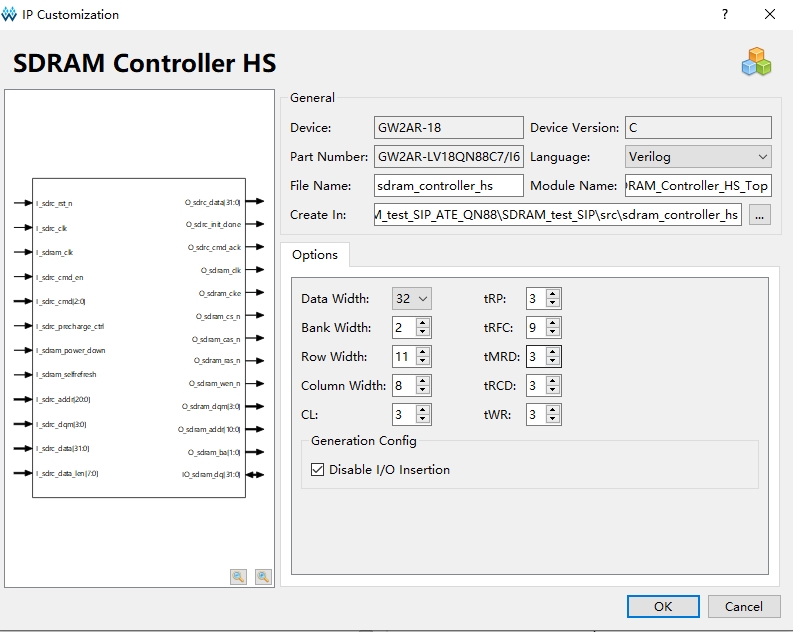 IP Customization
SDRAM Controller HS
I_sdrc_rst_n
I_sdrc_clk
I_sdram_clk
I_sdrc_cmd_en
I_sdrc_cmd[2:0]
I_sdrc_precharge_ctrl
I_sdram_power_down
I_sdram_selfrefresh
I_sdrc_addr[20:0]
I_sdrc_dqm[3:0]
I_sdrc_data[31:0]
I_sdrc_data_len[7:0]
O_sdrc_data[31:0]
O_sdrc_init_done
O_sdrc_cmd_ack
O_sdram_clk
O_sdram_cke
O_sdram_cs_n
O_sdram_cas_n
O_sdram_ras_n
O_sdram_wen_n
O_sdram_dqm[3:0]
O_sdram_addr[10:0]
O_sdram_ba[1:0]
IO_sdram_dq[31:0]
General
Device: GW2AR-18 Device Version: C
Part Number: GW2AR-LV18QN88C7/I6 Language: Verilog
File Name: sdram_controller_hs Module Name: RAM_Controller_HS_Top
Create In: M_test_SIP_ATE_QN88\SDRAM_test_SIP\src\sdram_controller_hs ...
Options
Data Width: 32 tRP: 3
Bank Width: 2 tRFC: 9
Row Width: 11 tMRD: 3
Column Width: 8 tRCD: 3
CL: 3 tWR: 3
Generation Config
Disable I/O Insertion
OK Cancel